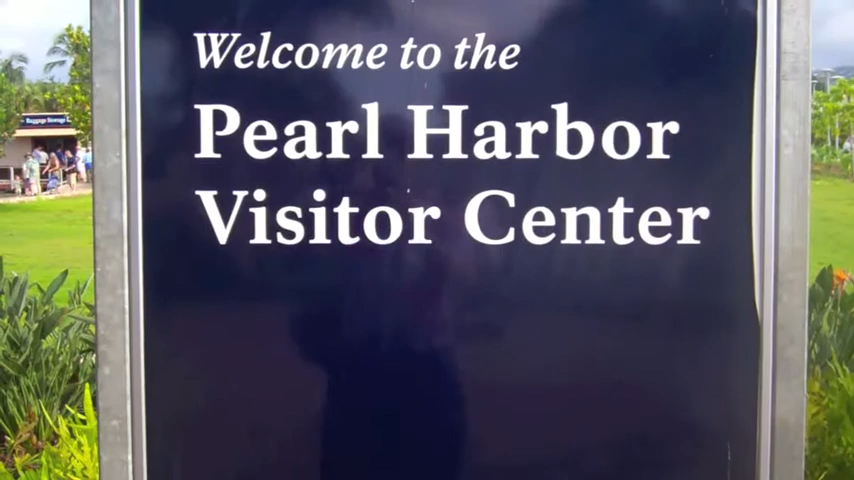 Welcome to the
Pearl Harbor
Visitor Center
Baggage Storage